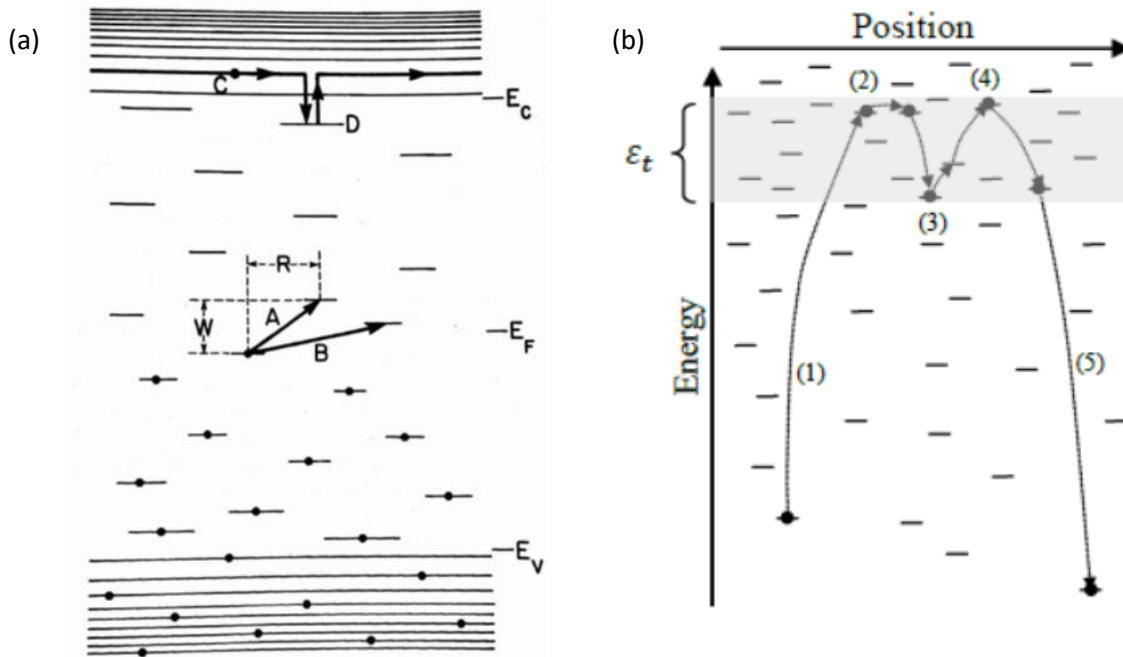 (a)
C
D
E_C
R
W
A
B
E_F
E_V
(b)
Position
(2)
(4)
ε_t
(3)
Energy
(1)
(5)